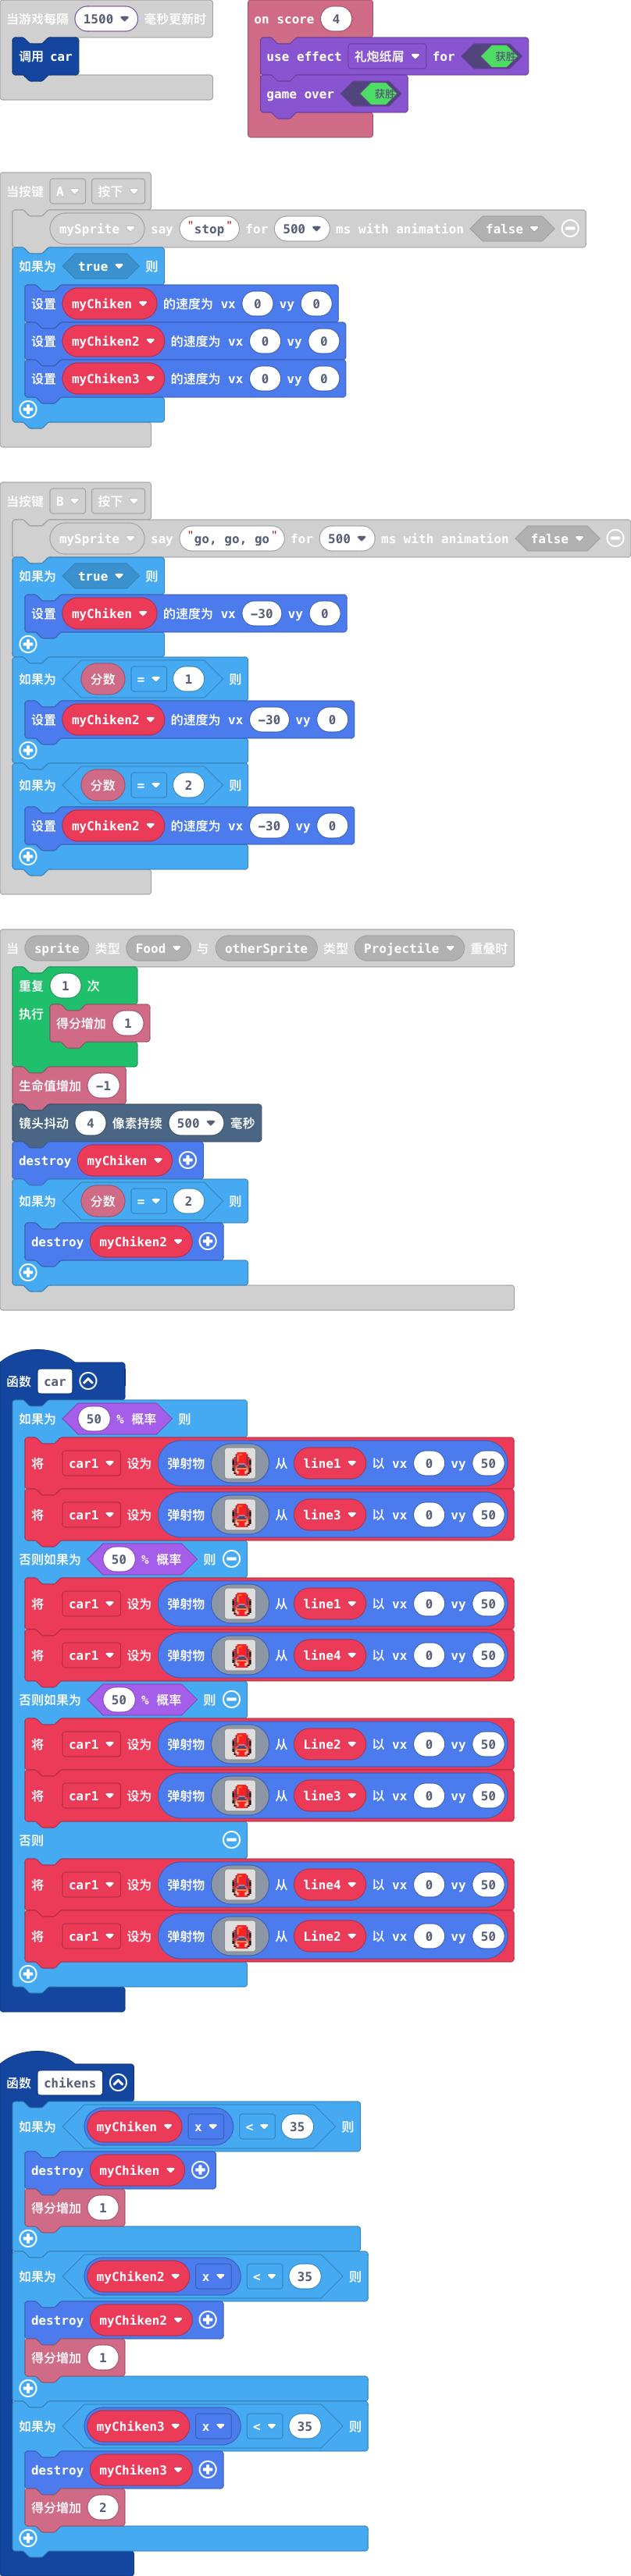 当游戏每隔 1500 毫秒更新时
调用 car
on score 4
use effect 礼炮纸屑 for 获胜
game over 获胜
当按键 A 按下
mySprite say "stop" for 500 ms with animation false
如果为 true 则
设置 myChiken 的速度为 vx 0 vy 0
设置 myChiken2 的速度为 vx 0 vy 0
设置 myChiken3 的速度为 vx 0 vy 0
当按键 B 按下
mySprite say "go, go, go" for 500 ms with animation false
如果为 true 则
设置 myChiken 的速度为 vx -30 vy 0
如果为 分数 = 1 则
设置 myChiken2 的速度为 vx -30 vy 0
如果为 分数 = 2 则
设置 myChiken2 的速度为 vx -30 vy 0
当 sprite 类型 Food 与 otherSprite 类型 Projectile 重叠时
重复 1 次
执行 得分增加 1
生命值增加 -1
镜头抖动 4 像素持续 500 毫秒
destroy myChiken
如果为 分数 = 2 则
destroy myChiken2
函数 car
如果为 50 % 概率 则
将 car1 设为 弹射物 从 line1 以 vx 0 vy 50
将 car1 设为 弹射物 从 line3 以 vx 0 vy 50
否则如果为 50 % 概率 则
将 car1 设为 弹射物 从 line1 以 vx 0 vy 50
将 car1 设为 弹射物 从 line4 以 vx 0 vy 50
否则如果为 50 % 概率 则
将 car1 设为 弹射物 从 Line2 以 vx 0 vy 50
将 car1 设为 弹射物 从 line3 以 vx 0 vy 50
否则
将 car1 设为 弹射物 从 line4 以 vx 0 vy 50
将 car1 设为 弹射物 从 Line2 以 vx 0 vy 50
函数 chikens
如果为 myChiken x < 35 则
destroy myChiken
得分增加 1
如果为 myChiken2 x < 35 则
destroy myChiken2
得分增加 1
如果为 myChiken3 x < 35 则
destroy myChiken3
得分增加 2